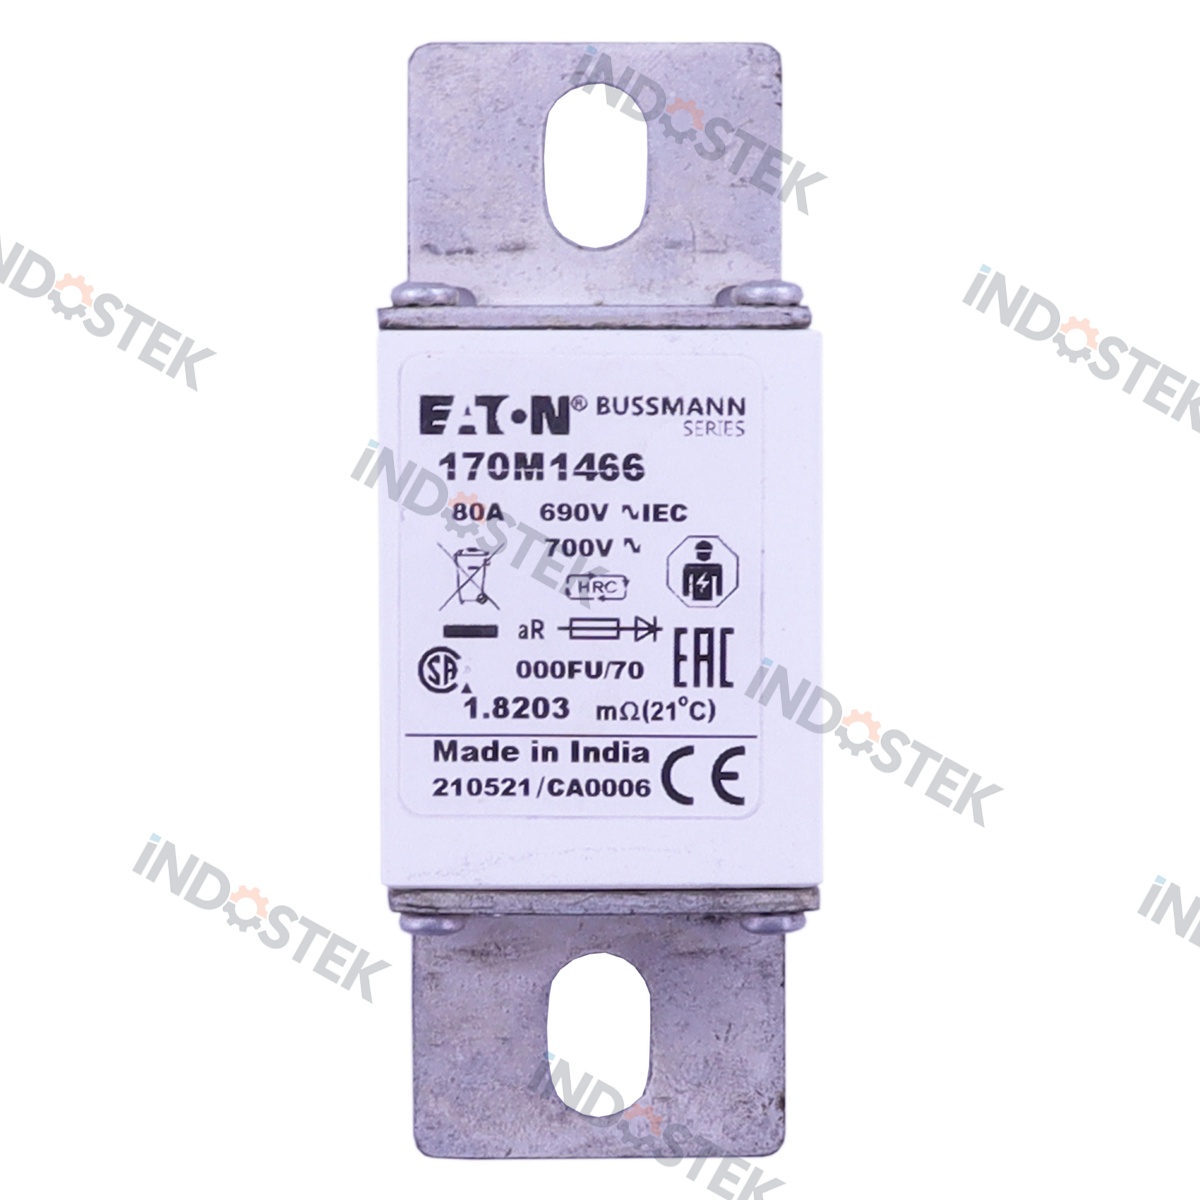 EATON® BUSSMANN
SERIES
170M1466
80A 690V ∿IEC
700V ∿
HRC
aR
EAC
SA
000FU/70
1.8203 mΩ(21°C)
Made in India
210521/CA0006
CE
iNDOSTEK
iNDOSTEK
iNDOSTEK
iNDOSTEK
iNDOSTEK
iNDOSTEK
iNDOSTEK